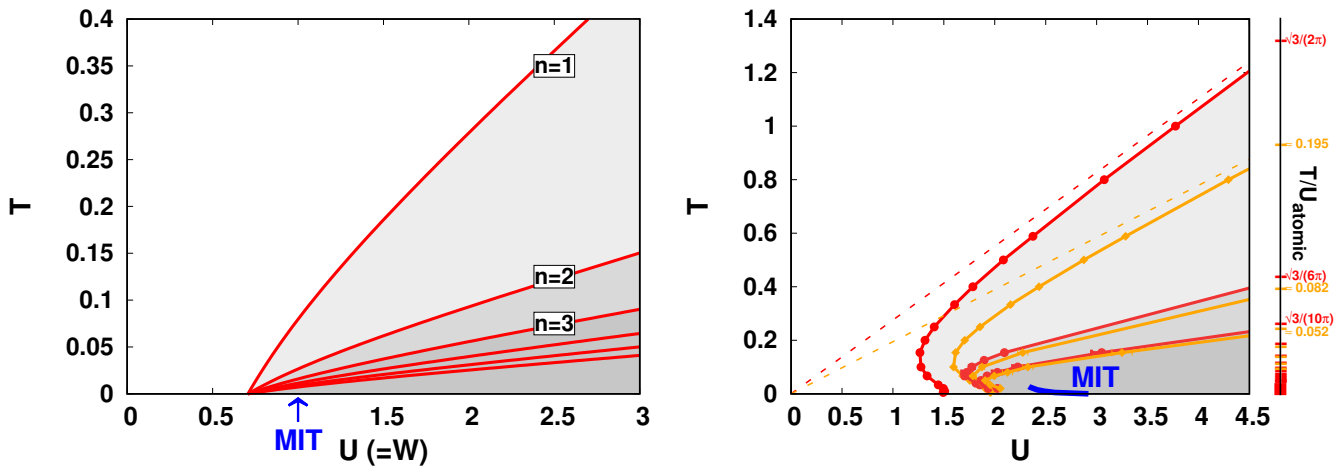 0.4
0.35
0.3
0.25
0.2
0.15
0.1
0.05
0
T
n=1
n=2
n=3
0
0.5
1
1.5
2
2.5
3
MIT
U (=W)
1.4
1.2
1
0.8
0.6
0.4
0.2
0
T
MIT
0
0.5
1
1.5
2
2.5
3
3.5
4
4.5
U
√3/(2π)
= 0.195
T/Uatomic
√3/(6π)
= 0.082
√3/(10π)
= 0.052